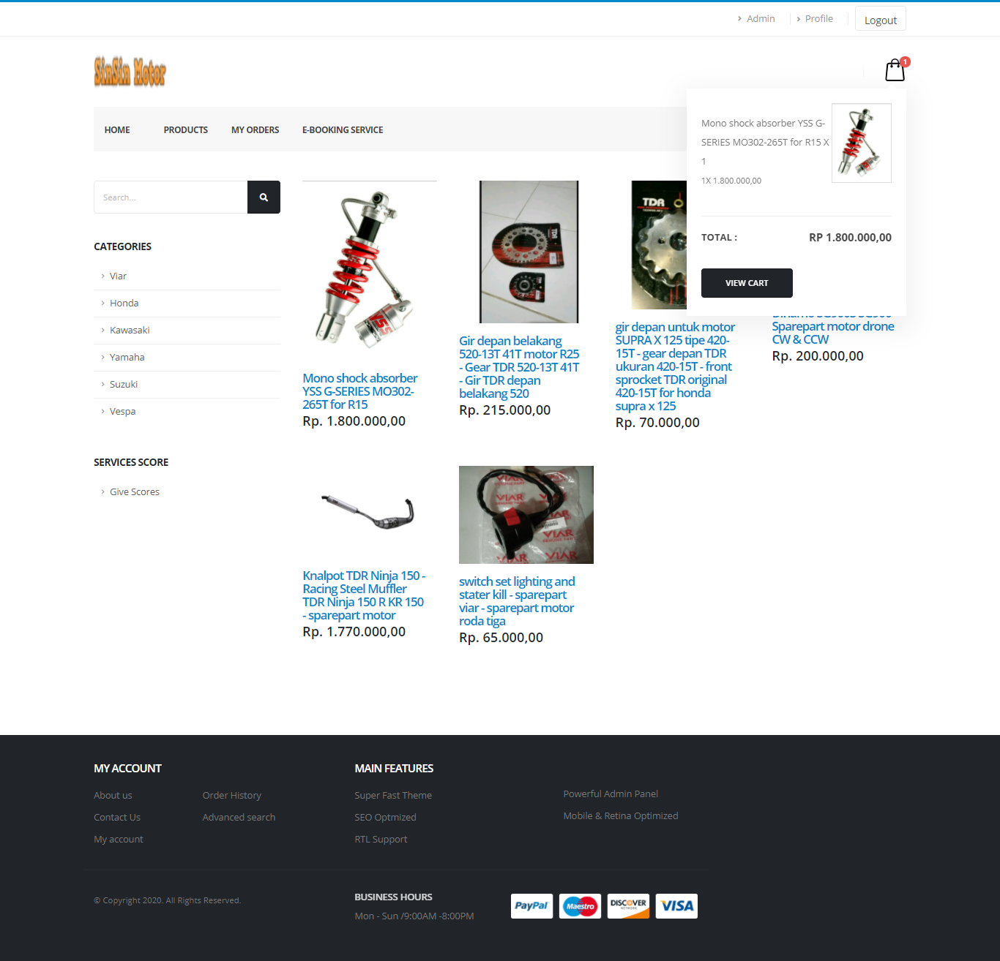 Admin
Profile
Logout
SinSin Motor
1
HOME
PRODUCTS
MY ORDERS
E-BOOKING SERVICE
Mono shock absorber YSS G-
SERIES MO302-265T for R15 X
1
1X 1.800.000,00
TOTAL :
RP 1.800.000,00
VIEW CART
Search...
CATEGORIES
Viar
Honda
Kawasaki
Yamaha
Suzuki
Vespa
SERVICES SCORE
Give Scores
YSS
Mono shock absorber
YSS G-SERIES MO302-
265T for R15
Rp. 1.800.000,00
TDR
Gir depan belakang
520-13T 41T motor R25
- Gear TDR 520-13T 41T
- Gir TDR depan
belakang 520
Rp. 215.000,00
TDR
gir depan untuk motor
SUPRA X 125 tipe 420-
15T - gear depan TDR
ukuran 420-15T - front
sprocket TDR original
420-15T for honda
supra x 125
Rp. 70.000,00
Sparepart motor drone
CW & CCW
Rp. 200.000,00
Knalpot TDR Ninja 150 -
Racing Steel Muffler
TDR Ninja 150 R KR 150
- sparepart motor
Rp. 1.770.000,00
VIAR
VIAR
VIAR
VIAR
switch set lighting and
stater kill - sparepart
viar - sparepart motor
roda tiga
Rp. 65.000,00
MY ACCOUNT
About us
Contact Us
My account
Order History
Advanced search
MAIN FEATURES
Super Fast Theme
SEO Optmized
RTL Support
Powerful Admin Panel
Mobile & Retina Optimized
© Copyright 2020. All Rights Reserved.
BUSINESS HOURS
Mon - Sun /9:00AM -8:00PM
PayPal
Maestro
DISCOVER
NETWORK
VISA